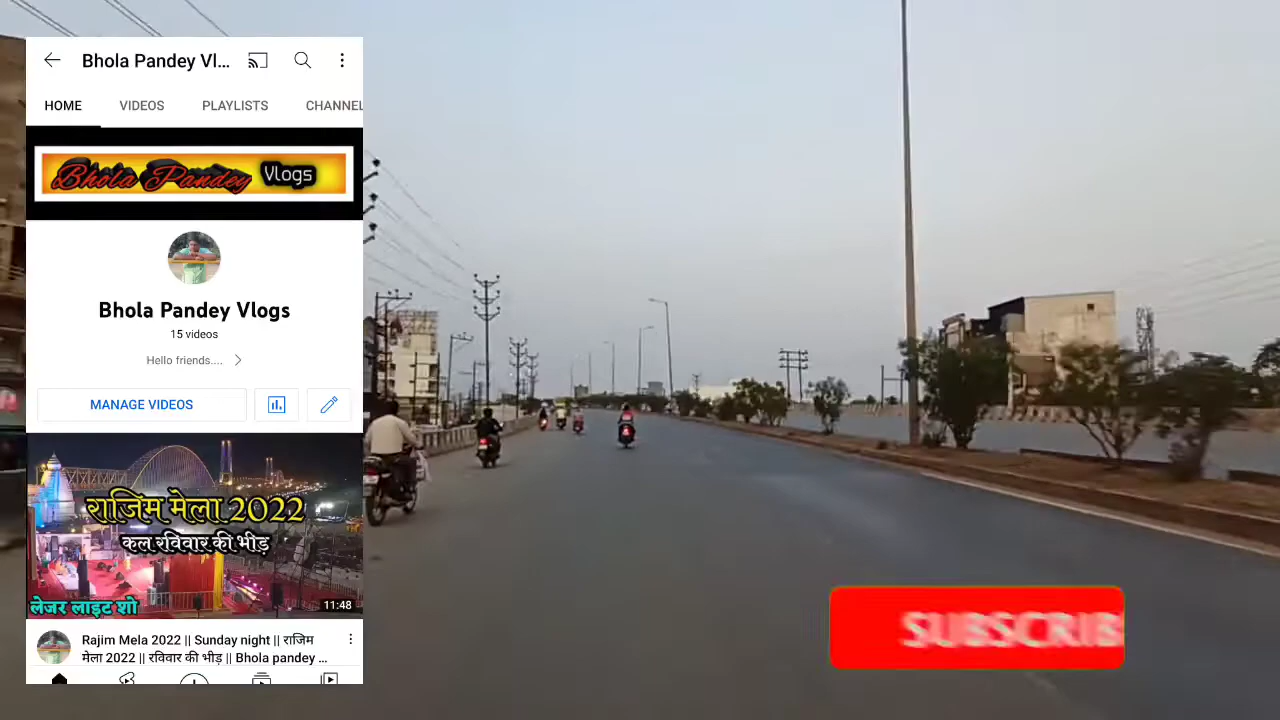 Bhola Pandey Vl...
HOME VIDEOS PLAYLISTS CHANNEL
Bhola Pandey Vlogs
Bhola Pandey Vlogs
15 videos
Hello friends....
MANAGE VIDEOS
राजिम मेला 2022
कल रविवार की भीड़
लेजर लाइट शो
11:48
Rajim Mela 2022 || Sunday night || राजिम
मेला 2022 || रविवार की भीड़ || Bhola pandey ...
SUBSCRIB